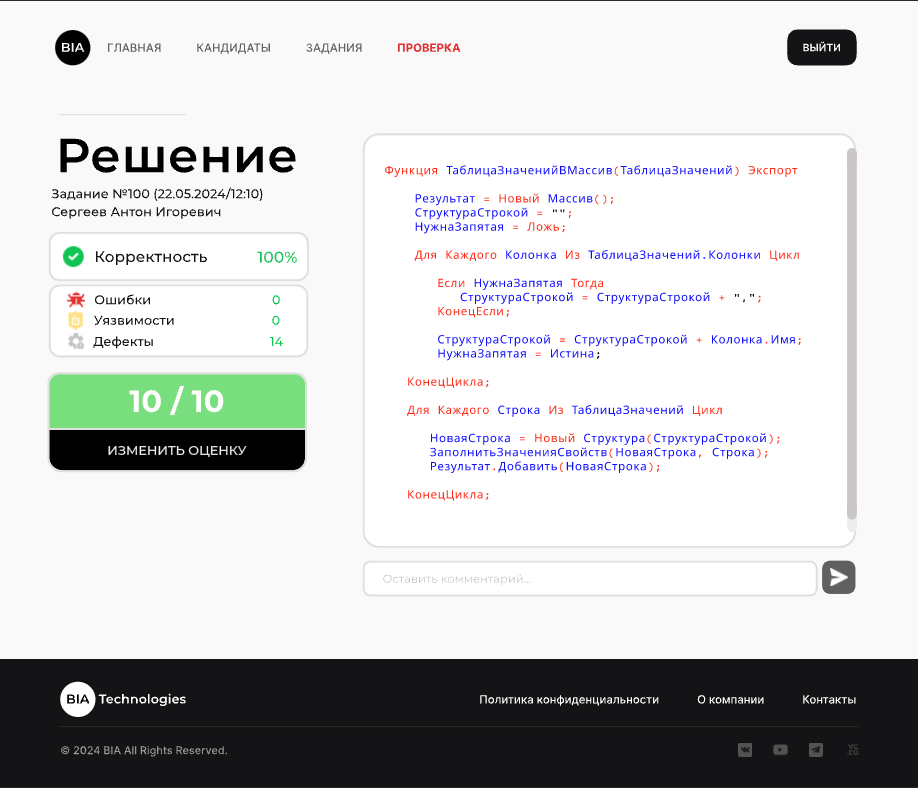 BIA ГЛАВНАЯ КАНДИДАТЫ ЗАДАНИЯ ПРОВЕРКА ВЫЙТИ
Решение
Задание №100 (22.05.2024/12:10)
Сергеев Антон Игоревич
Корректность 100%
Ошибки 0
Уязвимости 0
Дефекты 14
10 / 10
ИЗМЕНИТЬ ОЦЕНКУ
Функция ТаблицаЗначенийВМассив(ТаблицаЗначений) Экспорт
Результат = Новый Массив();
СтруктураСтрокой = "";
НужнаЗапятая = Ложь;
Для Каждого Колонка Из ТаблицаЗначений.Колонки Цикл
Если НужнаЗапятая Тогда
СтруктураСтрокой = СтруктураСтрокой + ",";
КонецЕсли;
СтруктураСтрокой = СтруктураСтрокой + Колонка.Имя;
НужнаЗапятая = Истина;
КонецЦикла;
Для Каждого Строка Из ТаблицаЗначений Цикл
НоваяСтрока = Новый Структура(СтруктураСтрокой);
ЗаполнитьЗначенияСвойств(НоваяСтрока, Строка);
Результат.Добавить(НоваяСтрока);
КонецЦикла;
Оставить комментарий...
BIA Technologies Политика конфиденциальности О компании Контакты
© 2024 BIA All Rights Reserved.